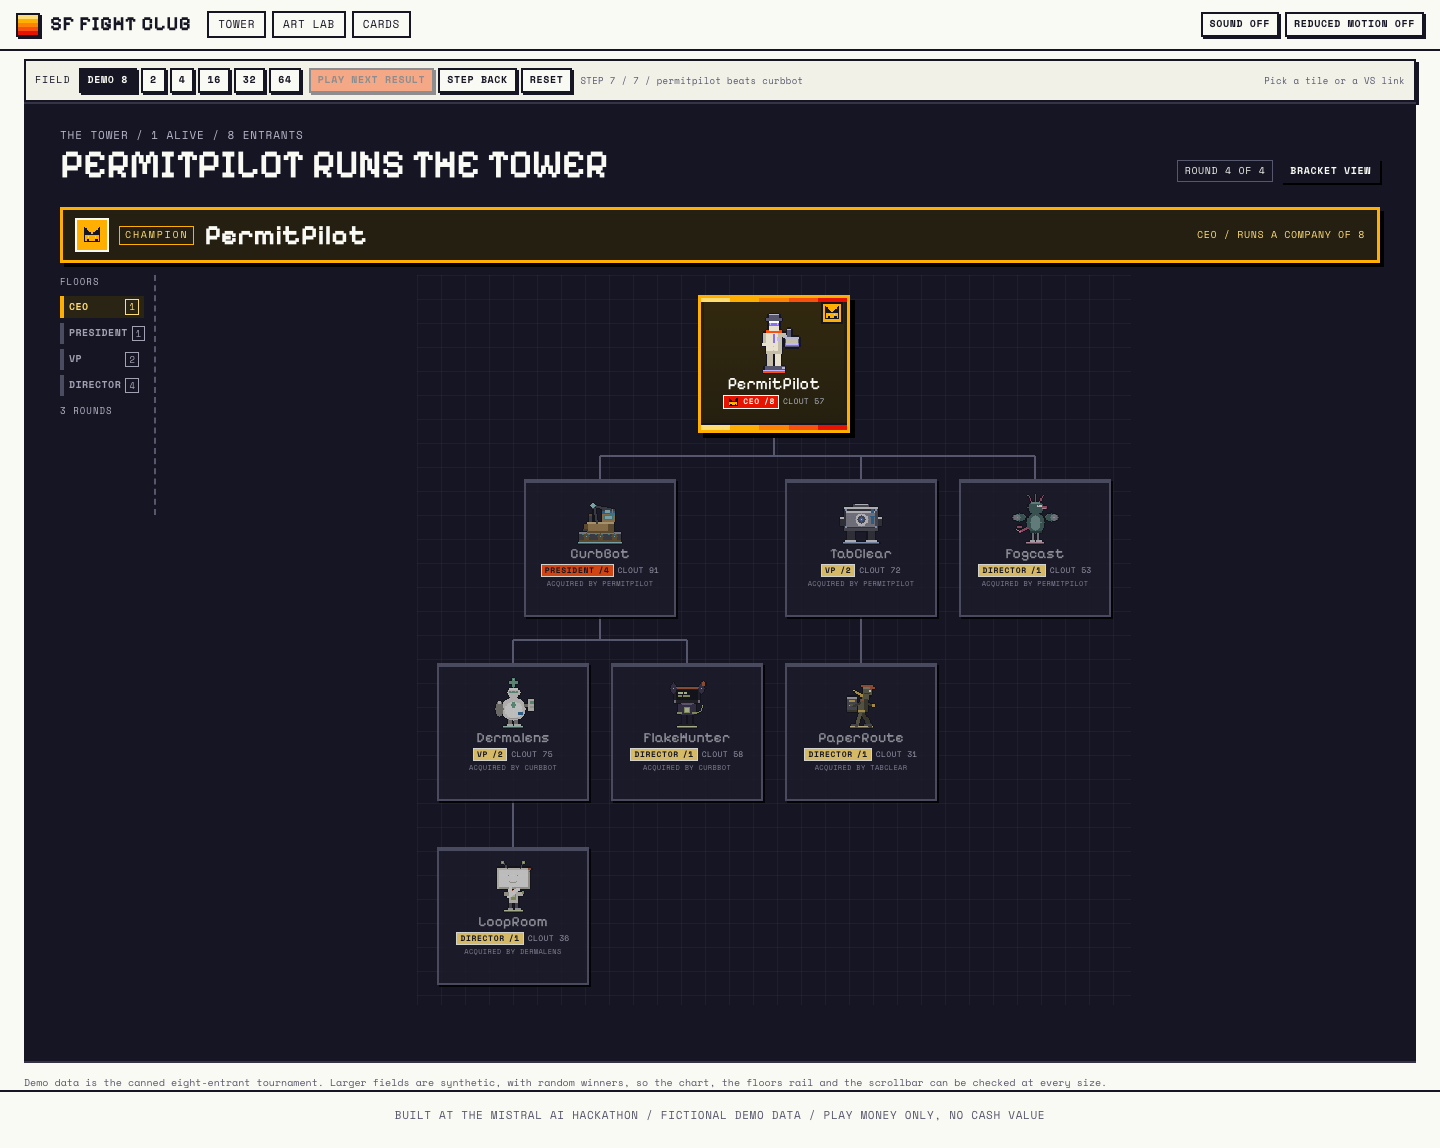 SF FIGHT CLUB
TOWER
ART LAB
CARDS
SOUND OFF
REDUCED MOTION OFF
FIELD
DEMO 8
2
4
16
32
64
PLAY NEXT RESULT
STEP BACK
RESET
STEP 7 / 7 / permitpilot beats curbbot
Pick a tile or a VS link
THE TOWER / 1 ALIVE / 8 ENTRANTS
PERMITPILOT RUNS THE TOWER
ROUND 4 OF 4
BRACKET VIEW
CHAMPION
PermitPilot
CEO / RUNS A COMPANY OF 8
FLOORS
CEO 1
PRESIDENT 1
VP 2
DIRECTOR 4
3 ROUNDS
PermitPilot
CEO /8 CLOUT 57
CurbBot
PRESIDENT /4 CLOUT 91
ACQUIRED BY PERMITPILOT
TabClear
VP /2 CLOUT 72
ACQUIRED BY PERMITPILOT
Fogcast
DIRECTOR /1 CLOUT 53
ACQUIRED BY PERMITPILOT
Dermalens
VP /2 CLOUT 75
ACQUIRED BY CURBBOT
FlakeHunter
DIRECTOR /1 CLOUT 58
ACQUIRED BY CURBBOT
PaperRoute
DIRECTOR /1 CLOUT 31
ACQUIRED BY TABCLEAR
LoopRoom
DIRECTOR /1 CLOUT 36
ACQUIRED BY DERMALENS
Demo data is the canned eight-entrant tournament. Larger fields are synthetic, with random winners, so the chart, the floors rail and the scrollbar can be checked at every size.
BUILT AT THE MISTRAL AI HACKATHON / FICTIONAL DEMO DATA / PLAY MONEY ONLY, NO CASH VALUE